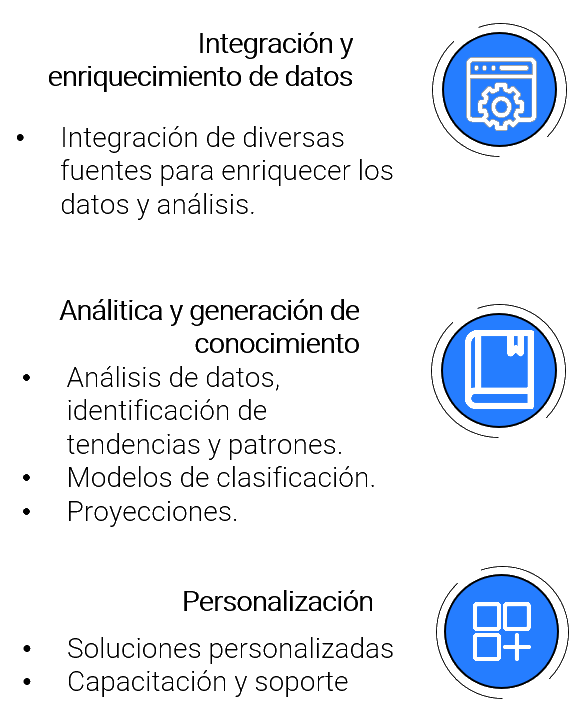 Integración y
enriquecimiento de datos
• Integración de diversas
fuentes para enriquecer los
datos y análisis.
Análitica y generación de
conocimiento
• Análisis de datos,
identificación de
tendencias y patrones.
• Modelos de clasificación.
• Proyecciones.
Personalización
• Soluciones personalizadas
• Capacitación y soporte